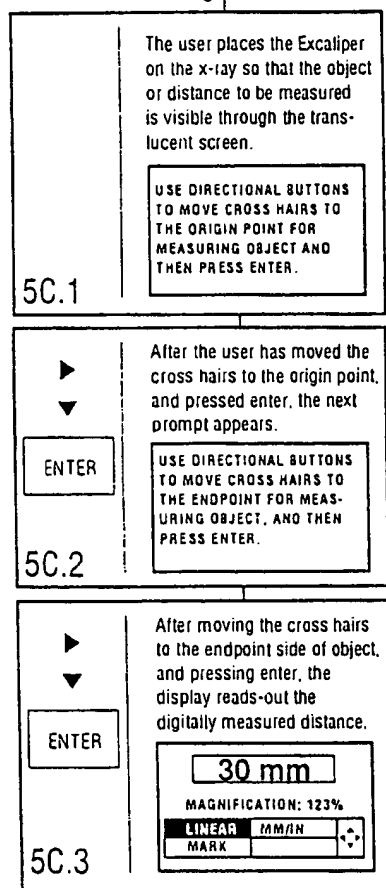 The user places the Excaliper
on the x-ray so that the object
or distance to be measured
is visible through the trans-
lucent screen.
USE DIRECTIONAL BUTTONS
TO MOVE CROSS HAIRS TO
THE ORIGIN POINT FOR
MEASURING OBJECT AND
THEN PRESS ENTER.
5C.1
After the user has moved the
cross hairs to the origin point,
and pressed enter, the next
prompt appears.
ENTER
USE DIRECTIONAL BUTTONS
TO MOVE CROSS HAIRS TO
THE ENDPOINT FOR MEAS-
URING OBJECT, AND THEN
PRESS ENTER.
5C.2
After moving the cross hairs
to the endpoint side of object,
and pressing enter, the
display reads-out the
digitally measured distance.
ENTER
30 mm
MAGNIFICATION: 123%
LINEAR MM/IN
MARK
5C.3